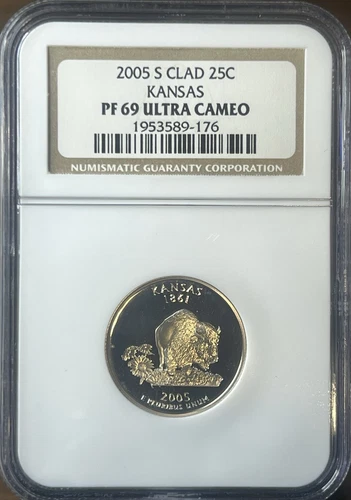 2005 S CLAD 25C
KANSAS
PF 69 ULTRA CAMEO
1953589-176
NUMISMATIC GUARANTY CORPORATION
KANSAS
1861
2005
E PLURIBUS UNUM